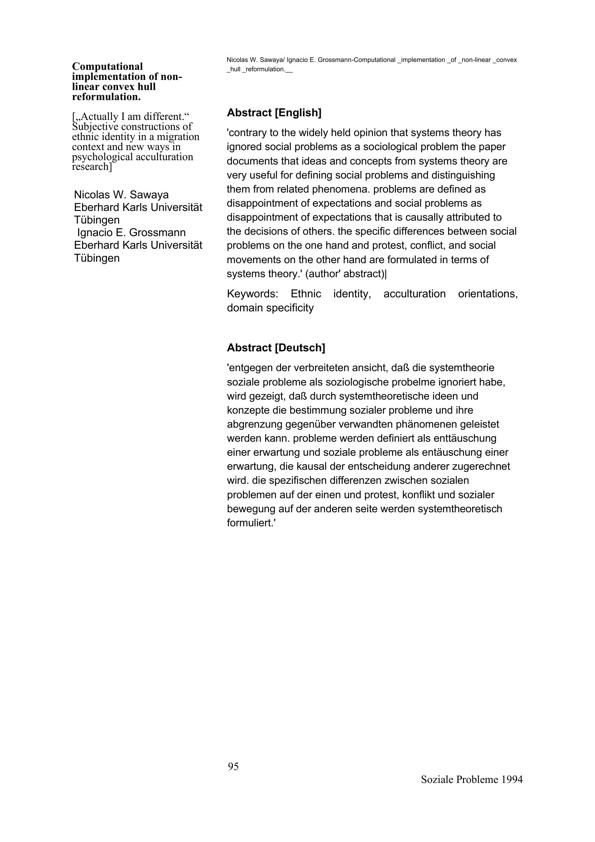 Computational
implementation of non-
linear convex hull
reformulation.
[„Actually I am different.“
Subjective constructions of
ethnic identity in a migration
context and new ways in
psychological acculturation
research]
Nicolas W. Sawaya
Eberhard Karls Universität
Tübingen
Ignacio E. Grossmann
Eberhard Karls Universität
Tübingen
Nicolas W. Sawaya/ Ignacio E. Grossmann-Computational _implementation _of _non-linear _convex
_hull _reformulation.__
Abstract [English]
'contrary to the widely held opinion that systems theory has
ignored social problems as a sociological problem the paper
documents that ideas and concepts from systems theory are
very useful for defining social problems and distinguishing
them from related phenomena. problems are defined as
disappointment of expectations and social problems as
disappointment of expectations that is causally attributed to
the decisions of others. the specific differences between social
problems on the one hand and protest, conflict, and social
movements on the other hand are formulated in terms of
systems theory.' (author' abstract)|
Keywords: Ethnic identity, acculturation orientations,
domain specificity
Abstract [Deutsch]
'entgegen der verbreiteten ansicht, daß die systemtheorie
soziale probleme als soziologische probelme ignoriert habe,
wird gezeigt, daß durch systemtheoretische ideen und
konzepte die bestimmung sozialer probleme und ihre
abgrenzung gegenüber verwandten phänomenen geleistet
werden kann. probleme werden definiert als enttäuschung
einer erwartung und soziale probleme als entäuschung einer
erwartung, die kausal der entscheidung anderer zugerechnet
wird. die spezifischen differenzen zwischen sozialen
problemen auf der einen und protest, konflikt und sozialer
bewegung auf der anderen seite werden systemtheoretisch
formuliert.'
95
Soziale Probleme 1994